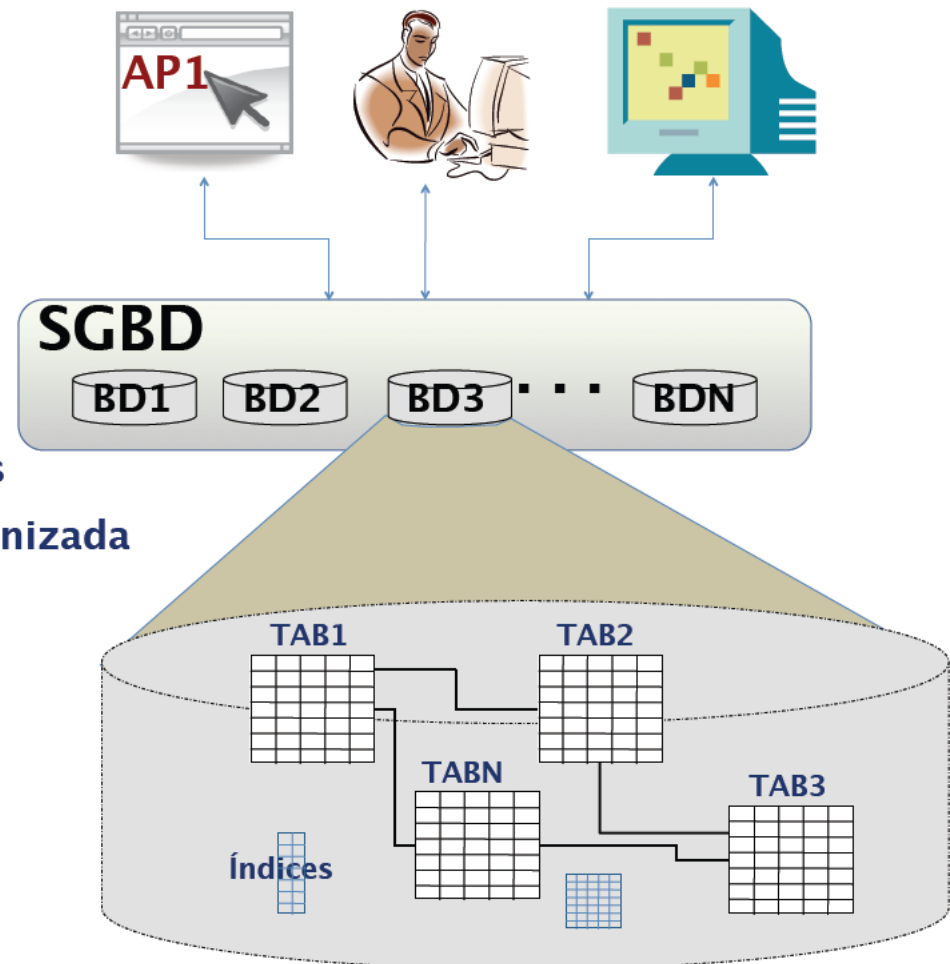 AP1
SGBD
BD1 BD2 BD3 ... BDN
s
nizada
TAB1 TAB2
TABN
TAB3
Índices